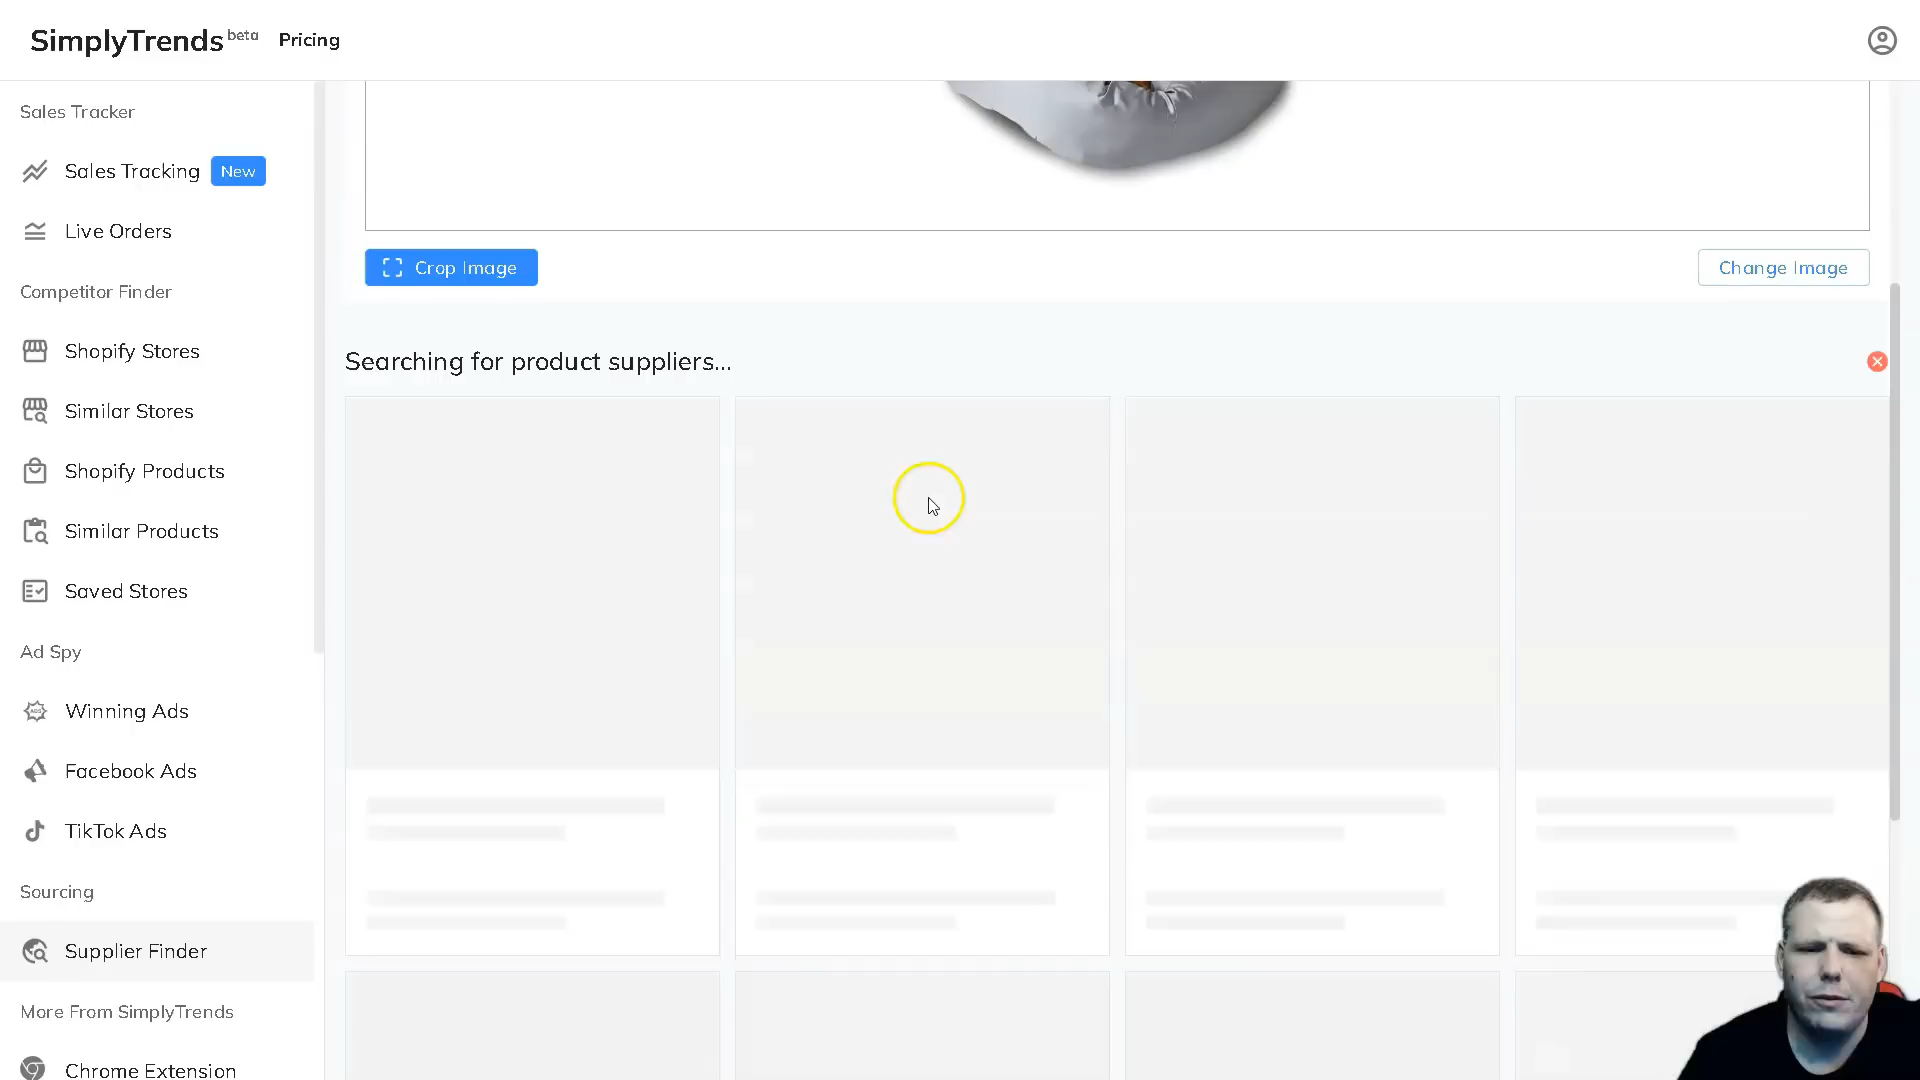 SimplyTrends beta Pricing
Sales Tracker
Sales Tracking New
Live Orders
Competitor Finder
Shopify Stores
Similar Stores
Shopify Products
Similar Products
Saved Stores
Ad Spy
Winning Ads
Facebook Ads
TikTok Ads
Sourcing
Supplier Finder
More From SimplyTrends
Chrome Extension
Crop Image
Change Image
Searching for product suppliers...